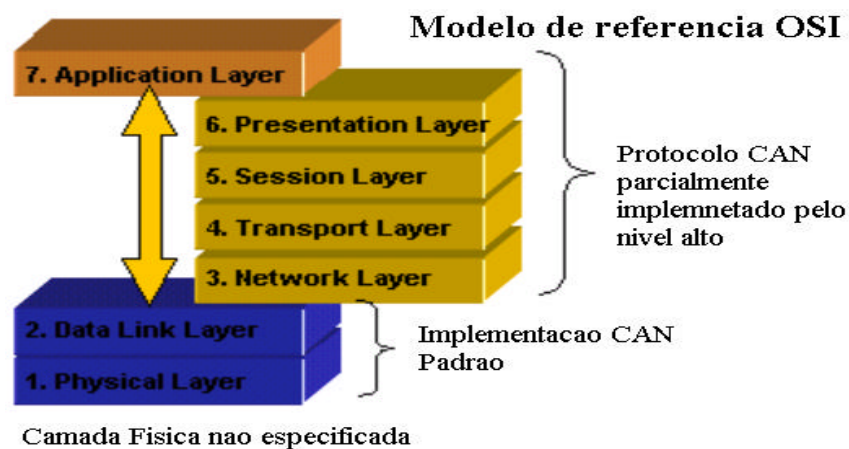 Modelo de referencia OSI
7. Application Layer
6. Presentation Layer
5. Session Layer
4. Transport Layer
3. Network Layer
Protocolo CAN
parcialmente
implemnetado pelo
nivel alto
2. Data Link Layer
1. Physical Layer
Implementacao CAN
Padrao
Camada Fisica nao especificada